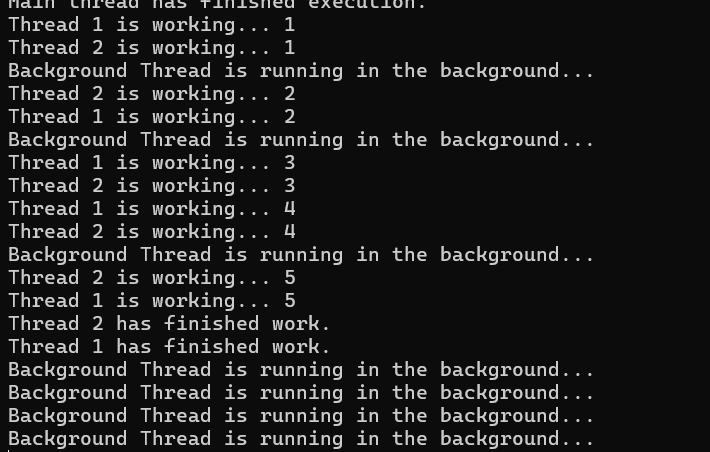 Main thread has finished execution.
Thread 1 is working... 1
Thread 2 is working... 1
Background Thread is running in the background...
Thread 2 is working... 2
Thread 1 is working... 2
Background Thread is running in the background...
Thread 1 is working... 3
Thread 2 is working... 3
Thread 1 is working... 4
Thread 2 is working... 4
Background Thread is running in the background...
Thread 2 is working... 5
Thread 1 is working... 5
Thread 2 has finished work.
Thread 1 has finished work.
Background Thread is running in the background...
Background Thread is running in the background...
Background Thread is running in the background...
Background Thread is running in the background...